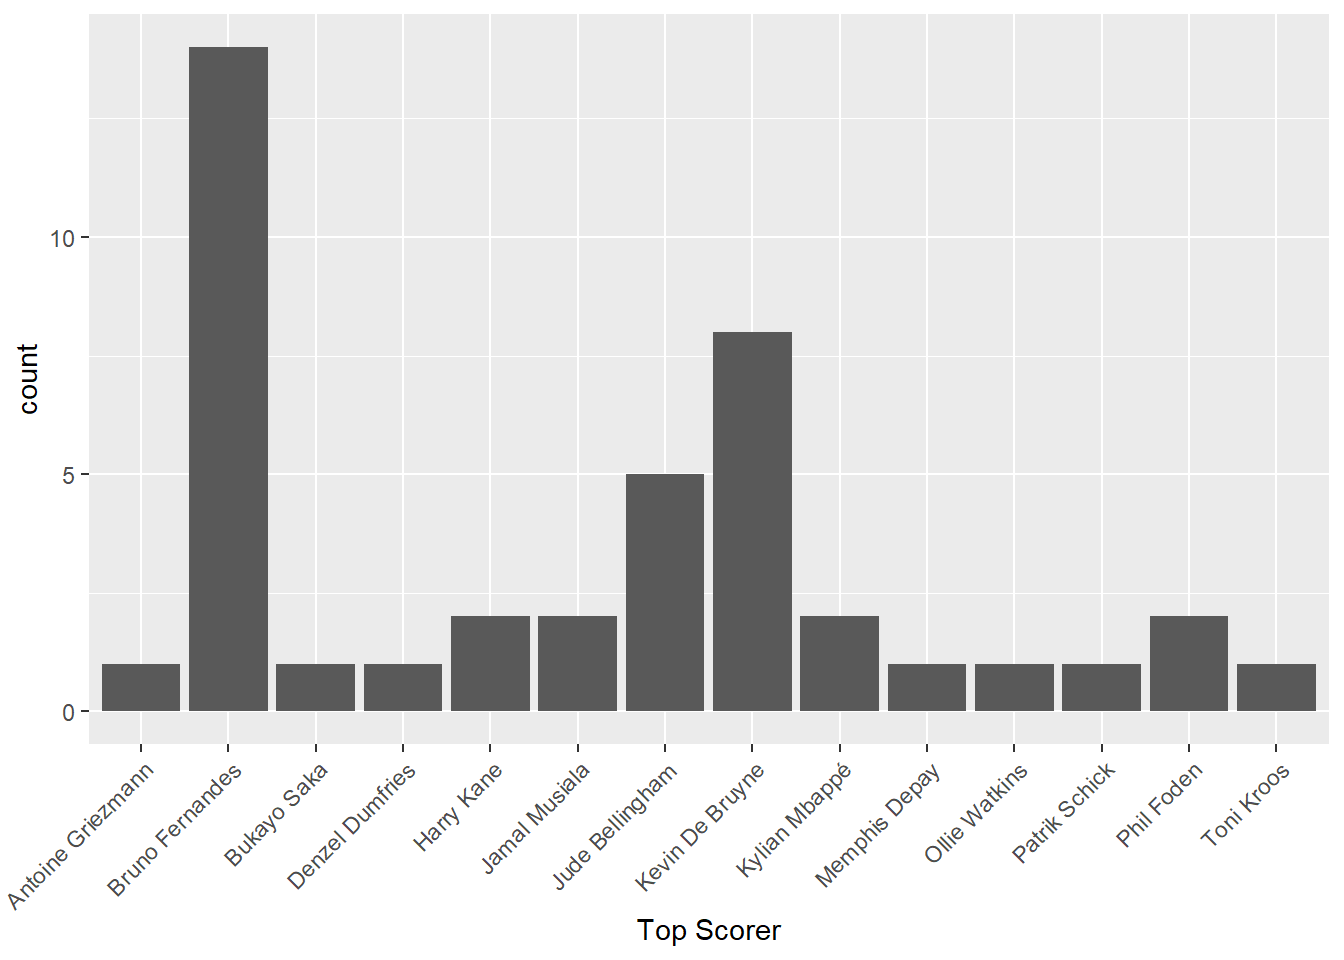 10
5
0
count
Antoine Griezmann
Bruno Fernandes
Bukayo Saka
Denzel Dumfries
Harry Kane
Jamal Musiala
Jude Bellingham
Kevin De Bruyne
Kylian Mbappé
Memphis Depay
Ollie Watkins
Patrik Schick
Phil Foden
Toni Kroos
Top Scorer